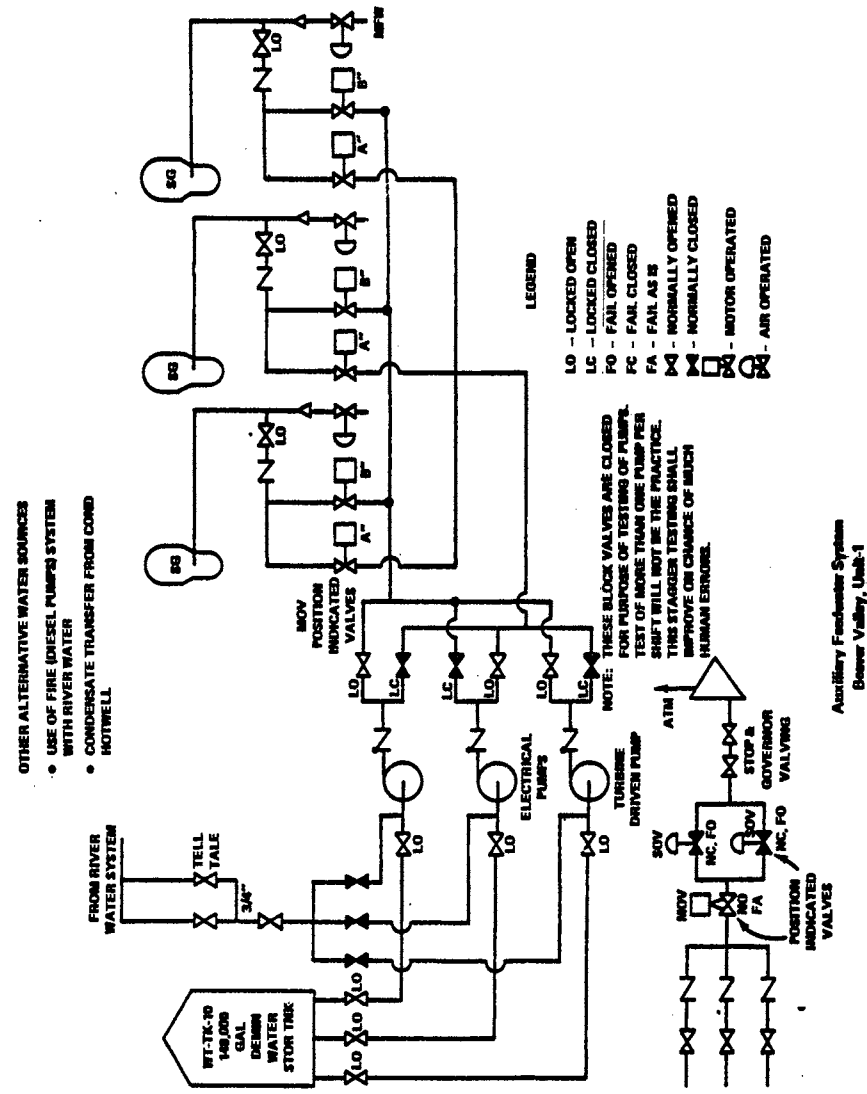 OTHER ALTERNATIVE WATER SOURCES
● USE OF FIRE (DIESEL PUMPS) SYSTEM
WITH RIVER WATER
● CONDENSATE TRANSFER FROM COND
HOTWELL
FROM RIVER
WATER SYSTEM
TELL
TALE
3/4"
WT-TK-10
140,000
GAL
DEMIN
WATER
STOR TNK
LO
LO
LO
LO
LO
LO
ELECTRICAL
PUMPS
TURBINE
DRIVEN PUMP
LO
LC
LC
LO
LO
LC
MOV
POSITION
INDICATED
VALVES
SG
SG
SG
LO
LO
LO
A"
B"
A"
B"
A"
B"
MFW
NOTE: THESE BLOCK VALVES ARE CLOSED
FOR PURPOSE OF TESTING OF PUMPS.
TEST OF MORE THAN ONE PUMP PER
SHIFT WILL NOT BE THE PRACTICE.
THIS STAGGER TESTING SHALL
IMPROVE ON CHANCE OF MUCH
HUMAN ERRORS.
LEGEND
LO – LOCKED OPEN
LC – LOCKED CLOSED
FO – FAIL OPENED
FC – FAIL CLOSED
FA – FAIL AS IS
– NORMALLY OPENED
– NORMALLY CLOSED
– MOTOR OPERATED
– AIR OPERATED
MOV
NO
FA
POSITION
INDICATED
VALVES
SOV
NC, FO
SOV
NC, FO
STOP &
GOVERNOR
VALVING
ATM
Auxiliary Feedwater System
Beaver Valley, Unit-1